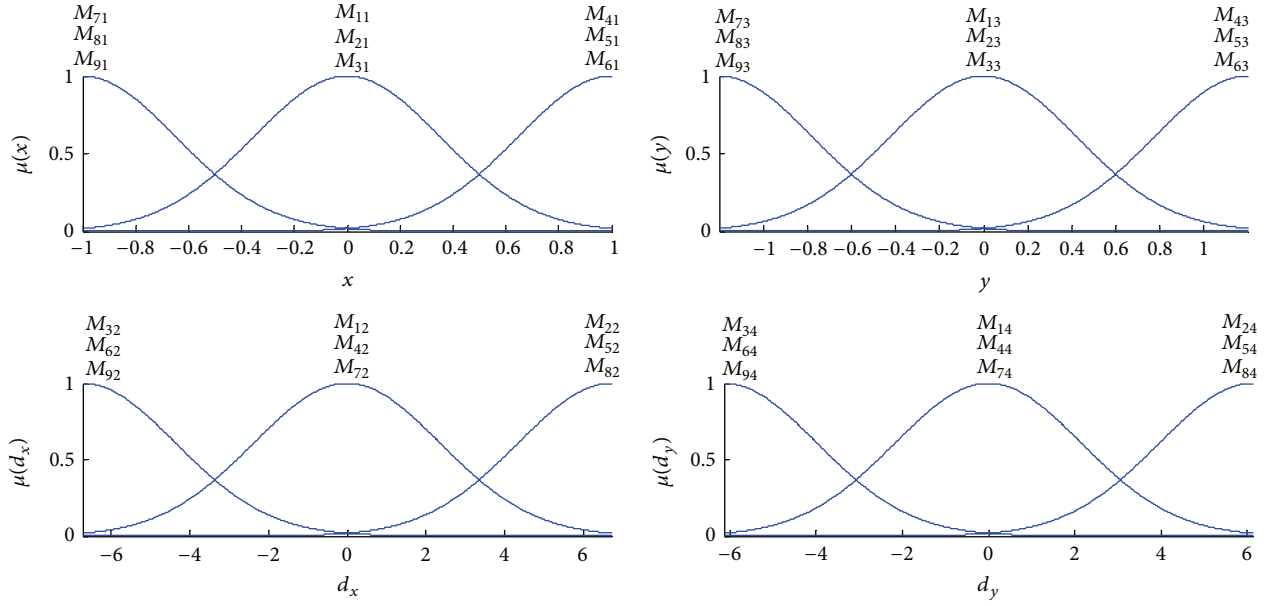 M71 M11 M41
M81 M21 M51
M91 M31 M61
1
0.5
0
μ(x)
−1 −0.8 −0.6 −0.4 −0.2 0 0.2 0.4 0.6 0.8 1
x
M73 M13 M43
M83 M23 M53
M93 M33 M63
1
0.5
0
μ(y)
−1 −0.8 −0.6 −0.4 −0.2 0 0.2 0.4 0.6 0.8 1
y
M32 M12 M22
M62 M42 M52
M92 M72 M82
1
0.5
0
μ(dx)
−6 −4 −2 0 2 4 6
dx
M34 M14 M24
M64 M44 M54
M94 M74 M84
1
0.5
0
μ(dy)
−6 −4 −2 0 2 4 6
dy